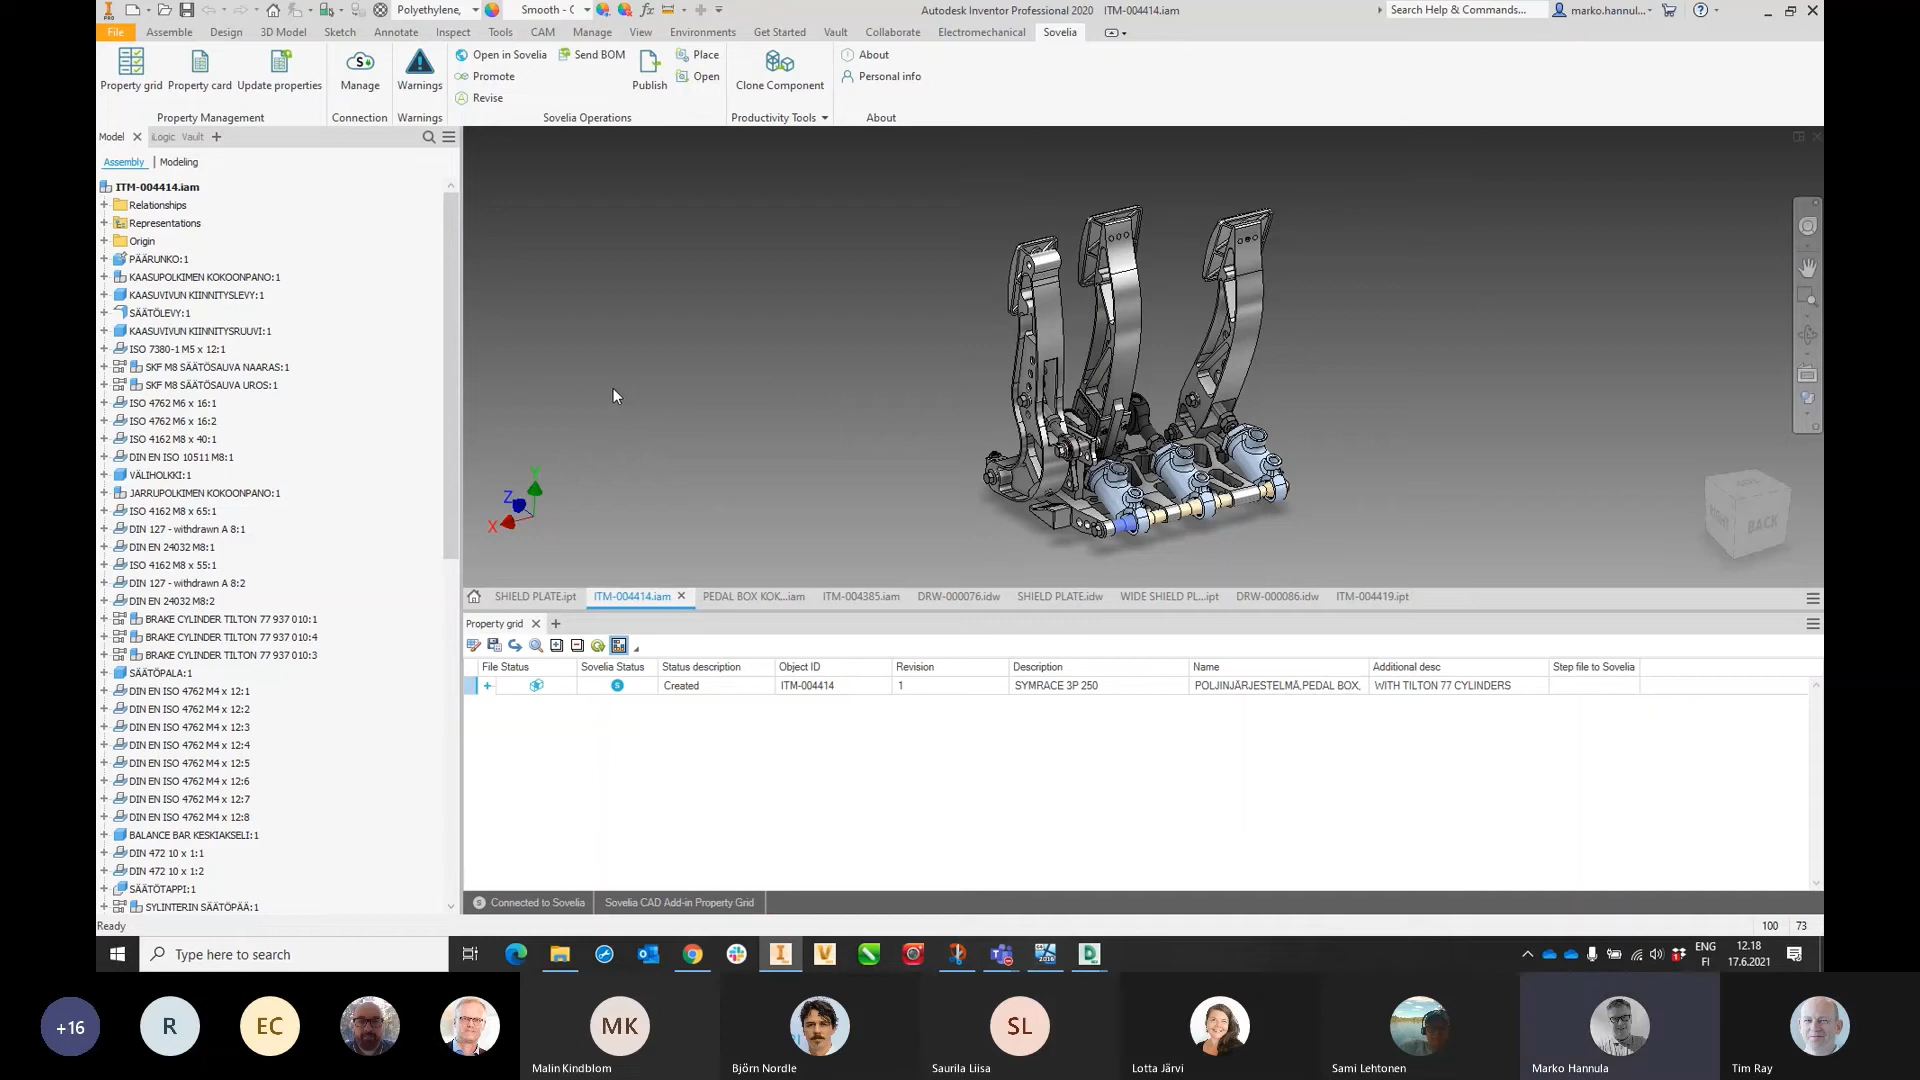 Polyethylene,
Smooth - C
Autodesk Inventor Professional 2020 ITM-004414.iam
Search Help & Commands...
marko.hannul...
File Assemble Design 3D Model Sketch Annotate Inspect Tools CAM Manage View Environments Get Started Vault Collaborate Electromechanical Sovelia
Open in Sovelia Send BOM Place About
Property grid Property card Update properties Manage Warnings Promote Publish Open Clone Component Personal info
Revise
Property Management Connection Warnings Sovelia Operations Productivity Tools About
Model iLogic Vault
Assembly Modeling
ITM-004414.iam
Relationships
Representations
Origin
PÄÄRUNKO:1
KAASUPOLKIMEN KOKOONPANO:1
KAASUVIVUN KIINNITYSLEVY:1
SÄÄTÖLEVY:1
KAASUVIVUN KIINNITYSRUUVI:1
ISO 7380-1 M5 x 12:1
SKF M8 SÄÄTÖSAUVA NAARAS:1
SKF M8 SÄÄTÖSAUVA UROS:1
ISO 4762 M6 x 16:1
ISO 4762 M6 x 16:2
ISO 4162 M8 x 40:1
DIN EN ISO 10511 M8:1
VÄLIHOLKKI:1
JARRUPOLKIMEN KOKOONPANO:1
ISO 4162 M8 x 65:1
DIN 127 - withdrawn A 8:1
DIN EN 24032 M8:1
ISO 4162 M8 x 55:1
DIN 127 - withdrawn A 8:2
DIN EN 24032 M8:2
BRAKE CYLINDER TILTON 77 937 010:1
BRAKE CYLINDER TILTON 77 937 010:4
BRAKE CYLINDER TILTON 77 937 010:3
SÄÄTÖPALA:1
DIN EN ISO 4762 M4 x 12:1
DIN EN ISO 4762 M4 x 12:2
DIN EN ISO 4762 M4 x 12:3
DIN EN ISO 4762 M4 x 12:4
DIN EN ISO 4762 M4 x 12:5
DIN EN ISO 4762 M4 x 12:6
DIN EN ISO 4762 M4 x 12:7
DIN EN ISO 4762 M4 x 12:8
BALANCE BAR KESKIAKSELI:1
DIN 472 10 x 1:1
DIN 472 10 x 1:2
SÄÄTÖTAPPI:1
SYLINTERIN SÄÄTÖPÄÄ:1
Y
Z
X
BACK
SHIELD PLATE.ipt ITM-004414.iam PEDAL BOX KOK...iam ITM-004385.iam DRW-000076.idw SHIELD PLATE.idw WIDE SHIELD PL...ipt DRW-000086.idw ITM-004419.ipt
Property grid
File Status Sovelia Status Status description Object ID Revision Description Name Additional desc Step file to Sovelia
Created ITM-004414 1 SYMRACE 3P 250 POLJINJÄRJESTELMÄ,PEDAL BOX, WITH TILTON 77 CYLINDERS
Connected to Sovelia Sovelia CAD Add-in Property Grid
Ready
100 73
Type here to search
ENG
FI
12.18
17.6.2021
+16
R
EC
MK
SL
Malin Kindblom
Björn Nordle
Saurila Liisa
Lotta Järvi
Sami Lehtonen
Marko Hannula
Tim Ray